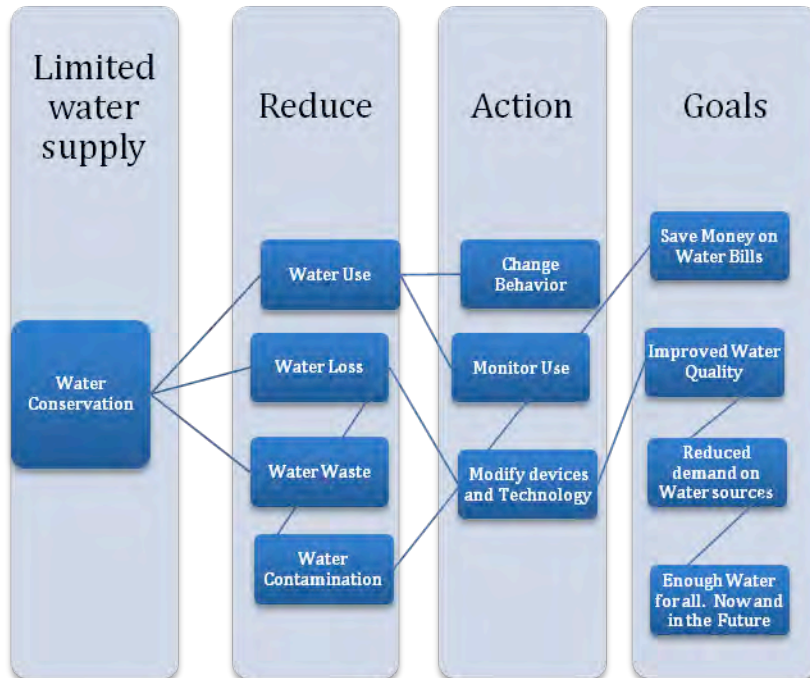 Limited
water
supply
Reduce
Action
Goals
Water
Conservation
Water Use
Water Loss
Water Waste
Water
Contamination
Change
Behavior
Monitor Use
Modify devices
and Technology
Save Money on
Water Bills
Improved Water
Quality
Reduced
demand on
Water sources
Enough Water
for all. Now and
in the Future